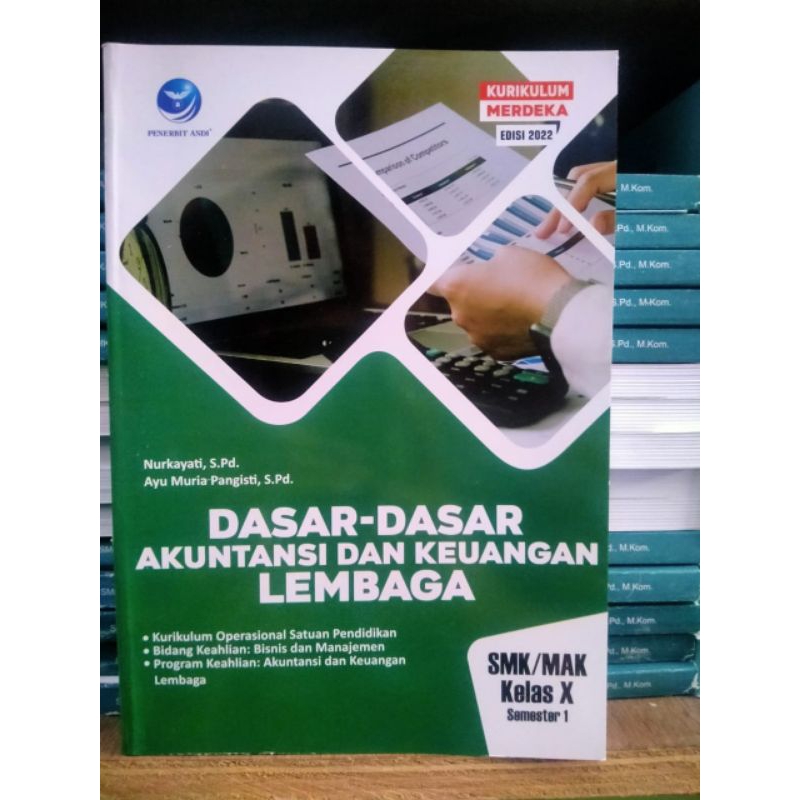 PENERBIT ANDI
KURIKULUM
MERDEKA
EDISI 2022
Comparison of Competitors
M.Kom.
Pd., M.Kom.
.Pd., M.Kom.
S.Pd., M.Kom.
S.Pd., M.Kom.
Nurkayati, S.Pd.
Ayu Muria Pangisti, S.Pd.
DASAR-DASAR
AKUNTANSI DAN KEUANGAN
LEMBAGA
• Kurikulum Operasional Satuan Pendidikan
• Bidang Keahlian: Bisnis dan Manajemen
• Program Keahlian: Akuntansi dan Keuangan
Lembaga
SMK/MAK
Kelas X
Semester 1
M.Kom.
M.Kom.
M.Kom.
M.Kom.
M.Kom.